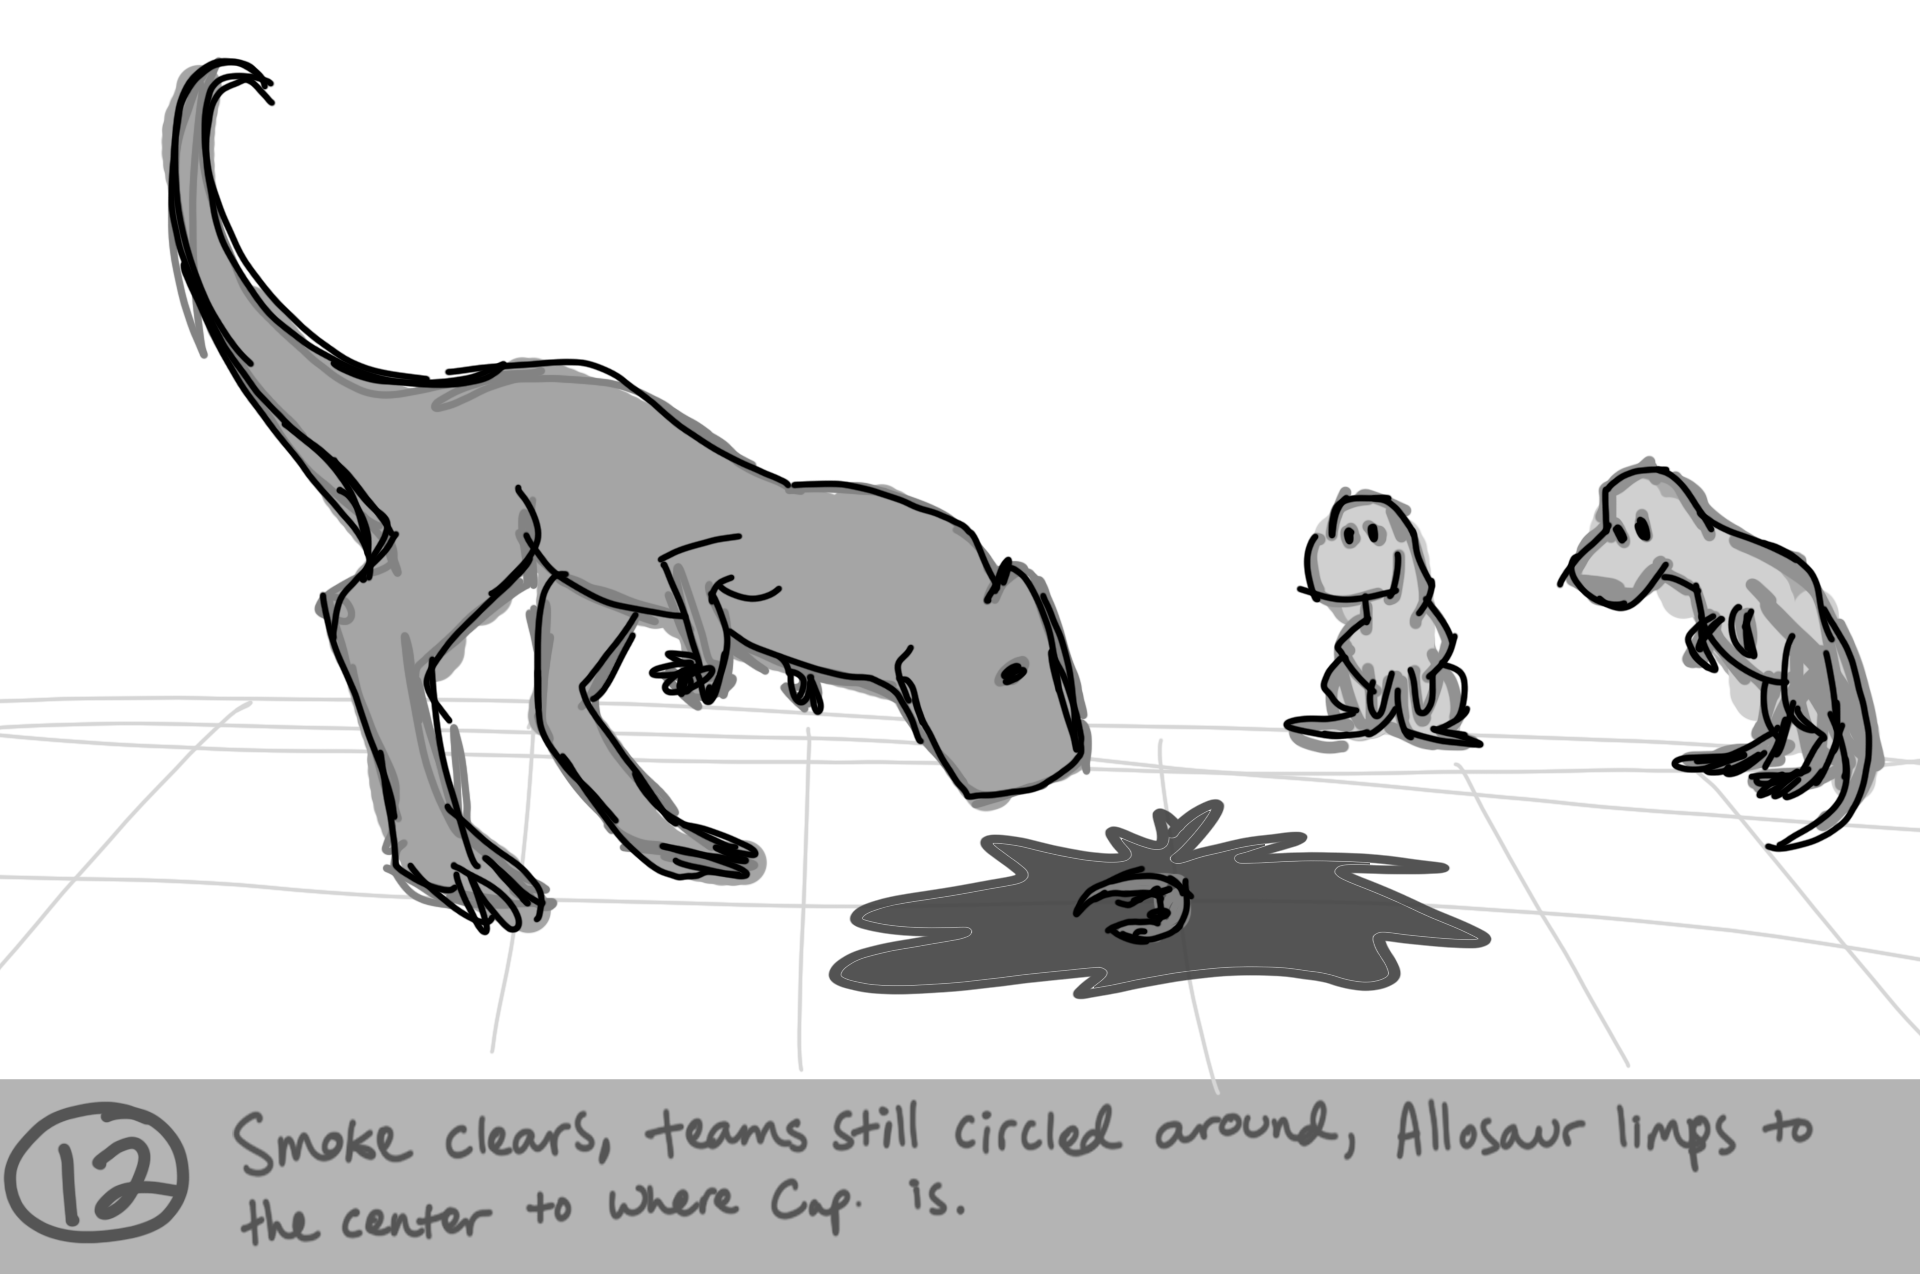 12
Smoke clears, teams still circled around, Allosaur limps to
the center to where Cap. is.